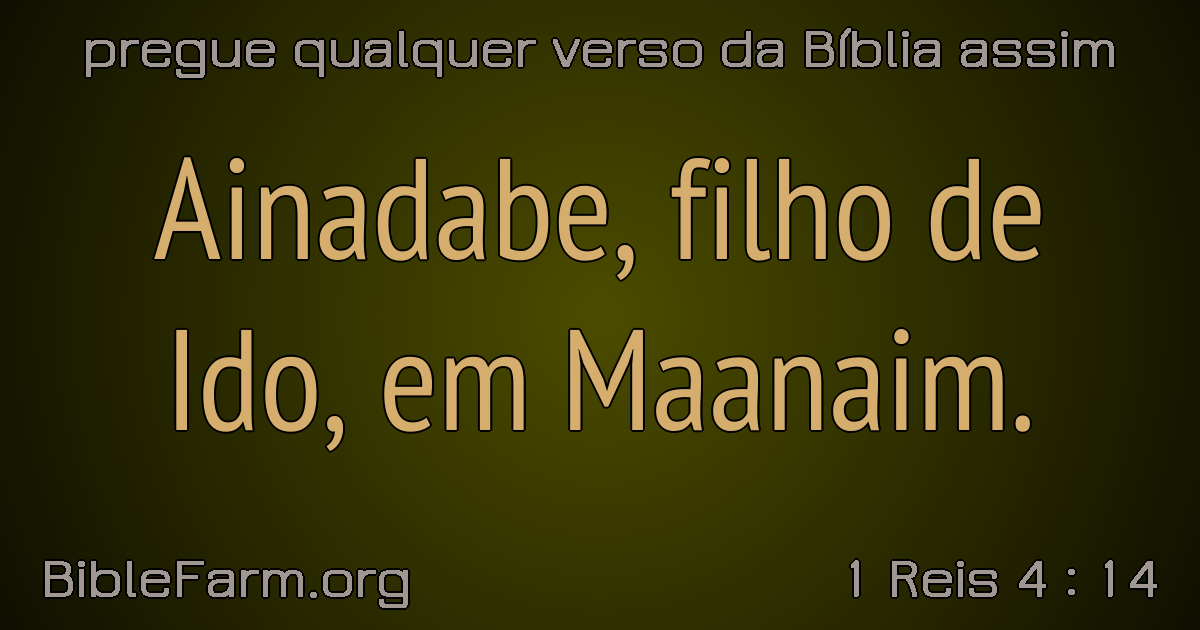 pregue qualquer verso da Bíblia assim
Ainadabe, filho de
Ido, em Maanaim.
BibleFarm.org
1 Reis 4 : 14